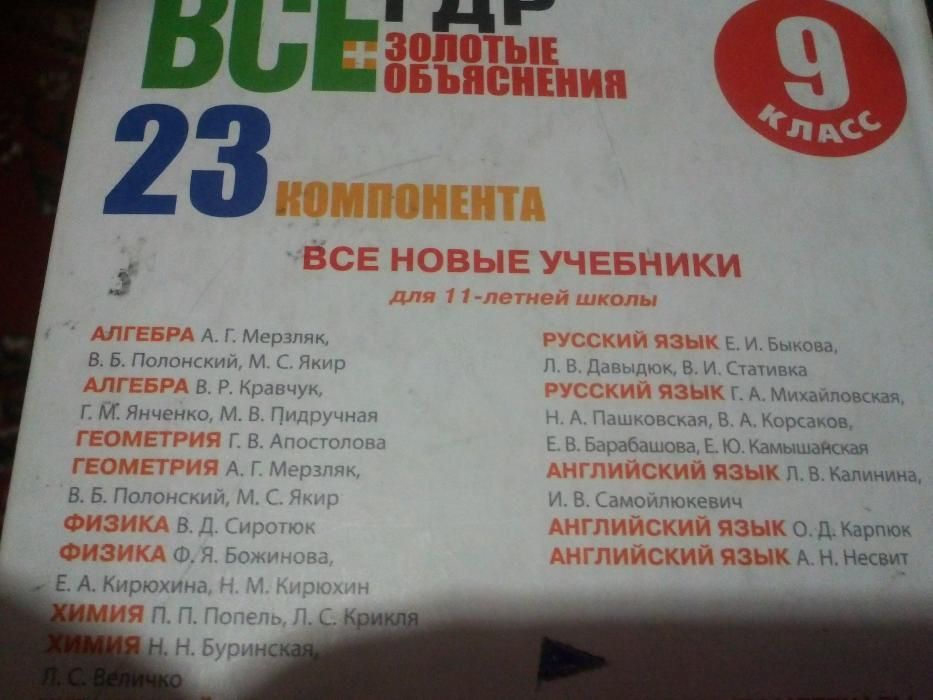 ВСЕ ГДР
+ ЗОЛОТЫЕ
ОБЪЯСНЕНИЯ
9
КЛАСС
23 КОМПОНЕНТА
ВСЕ НОВЫЕ УЧЕБНИКИ
для 11-летней школы
АЛГЕБРА А. Г. Мерзляк,
В. Б. Полонский, М. С. Якир
АЛГЕБРА В. Р. Кравчук,
Г. М. Янченко, М. В. Пидручная
ГЕОМЕТРИЯ Г. В. Апостолова
ГЕОМЕТРИЯ А. Г. Мерзляк,
В. Б. Полонский, М. С. Якир
ФИЗИКА В. Д. Сиротюк
ФИЗИКА Ф. Я. Божинова,
Е. А. Кирюхина, Н. М. Кирюхин
ХИМИЯ П. П. Попель, Л. С. Крикля
ХИМИЯ Н. Н. Буринская,
Л. С. Величко
РУССКИЙ ЯЗЫК Е. И. Быкова,
Л. В. Давыдюк, В. И. Стативка
РУССКИЙ ЯЗЫК Г. А. Михайловская,
Н. А. Пашковская, В. А. Корсаков,
Е. В. Барабашова, Е. Ю. Камышанская
АНГЛИЙСКИЙ ЯЗЫК Л. В. Калинина,
И. В. Самойлюкевич
АНГЛИЙСКИЙ ЯЗЫК О. Д. Карпюк
АНГЛИЙСКИЙ ЯЗЫК А. Н. Несвит